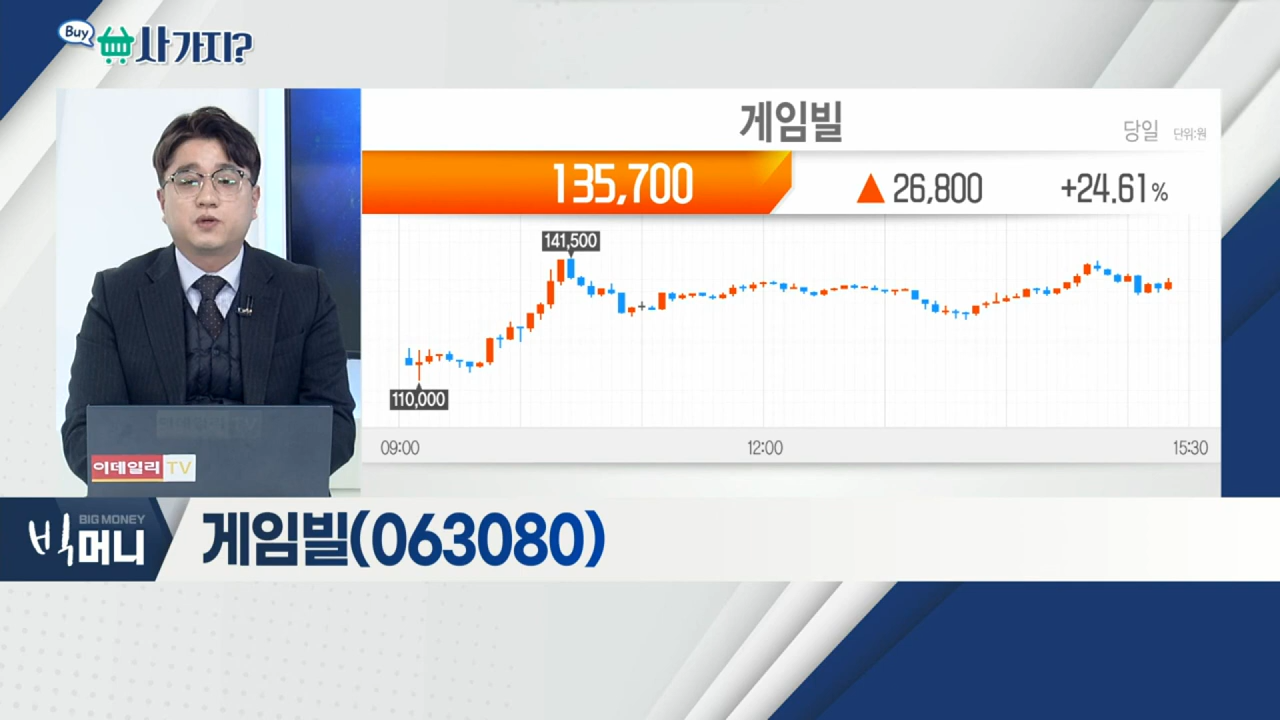 Buy
사가지?
게임빌
당일 단위:원
135,700 ▲ 26,800 +24.61%
141,500
110,000
09:00 12:00 15:30
이데일리 TV
빅머니
BIG MONEY
게임빌(063080)